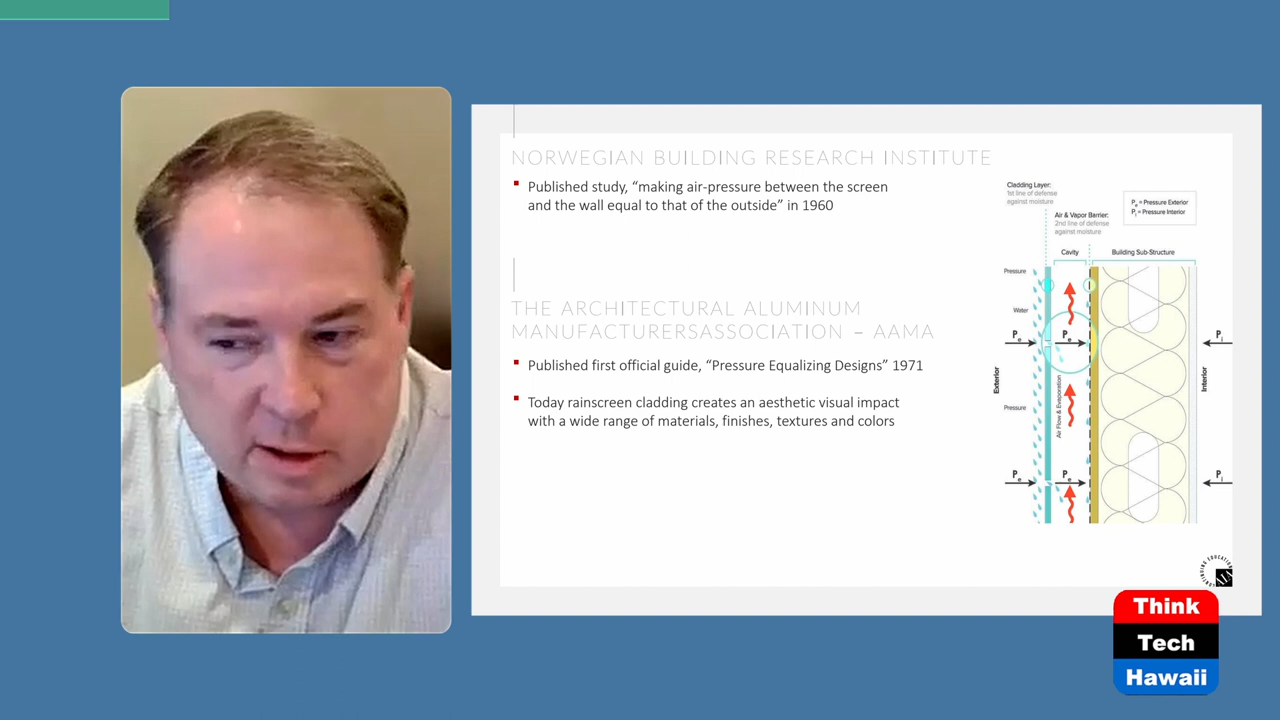 NORWEGIAN BUILDING RESEARCH INSTITUTE
Published study, “making air-pressure between the screen
and the wall equal to that of the outside” in 1960
THE ARCHITECTURAL ALUMINUM
MANUFACTURERSASSOCIATION – AAMA
Published first official guide, “Pressure Equalizing Designs” 1971
Today rainscreen cladding creates an aesthetic visual impact
with a wide range of materials, finishes, textures and colors
Cladding Layer:
1st line of defense
against moisture
Pe = Pressure Exterior
Pi = Pressure Interior
Air & Vapor Barrier:
2nd line of defense
against moisture
Cavity
Building Sub-Structure
Pressure
Water
Pe
Pe
Pi
Exterior
Air Flow & Evaporation
Interior
Pressure
Pe
Pe
Pi
Think
Tech
Hawaii